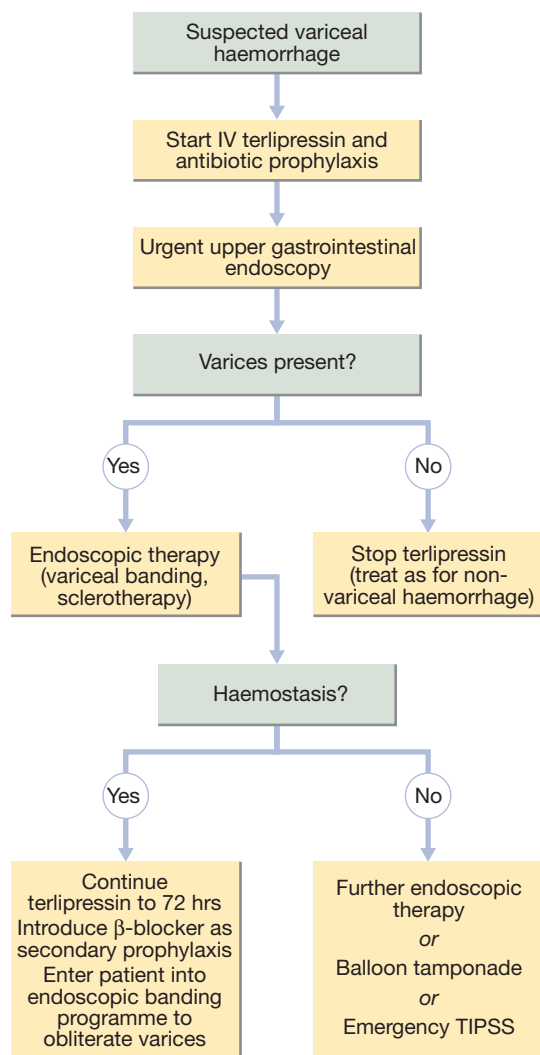 Suspected variceal
haemorrhage
Start IV terlipressin and
antibiotic prophylaxis
Urgent upper gastrointestinal
endoscopy
Varices present?
Yes
No
Endoscopic therapy
(variceal banding,
sclerotherapy)
Stop terlipressin
(treat as for non-
variceal haemorrhage)
Haemostasis?
Yes
No
Continue
terlipressin to 72 hrs
Introduce β-blocker as
secondary prophylaxis
Enter patient into
endoscopic banding
programme to
obliterate varices
Further endoscopic
therapy
or
Balloon tamponade
or
Emergency TIPSS